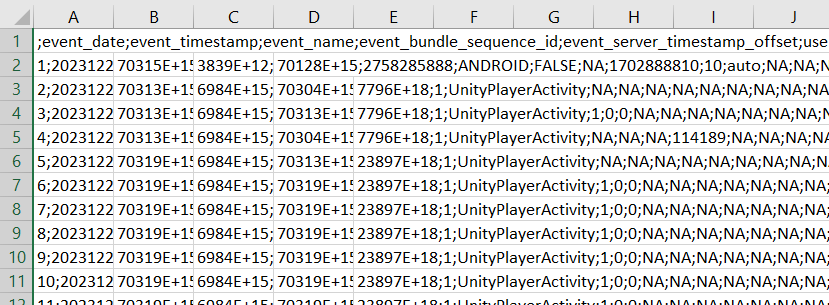 A B C D E F G H I J
1 ;event_date;event_timestamp;event_name;event_bundle_sequence_id;event_server_timestamp_offset;use
2 1;2023122 70315E+15 3839E+12; 70128E+15 ;2758285888;ANDROID;FALSE;NA;1702888810;10;auto;NA;NA;N
3 2;2023122 70313E+15 6984E+15; 70304E+15 7796E+18;1;UnityPlayerActivity;NA;NA;NA;NA;NA;NA;NA;NA;
4 3;2023122 70313E+15 6984E+15; 70313E+15 7796E+18;1;UnityPlayerActivity;1;0;0;NA;NA;NA;NA;NA;NA;
5 4;2023122 70313E+15 6984E+15; 70304E+15 7796E+18;1;UnityPlayerActivity;NA;NA;NA;114189;NA;NA;NA;
6 5;2023122 70319E+15 6984E+15; 70313E+15 23897E+18;1;UnityPlayerActivity;NA;NA;NA;NA;NA;NA;NA;
7 6;2023122 70319E+15 6984E+15; 70319E+15 23897E+18;1;UnityPlayerActivity;1;0;0;NA;NA;NA;NA;NA;
8 7;2023122 70319E+15 6984E+15; 70319E+15 23897E+18;1;UnityPlayerActivity;1;0;0;NA;NA;NA;NA;NA;
9 8;2023122 70319E+15 6984E+15; 70319E+15 23897E+18;1;UnityPlayerActivity;1;0;0;NA;NA;NA;NA;NA;
10 9;2023122 70319E+15 6984E+15; 70319E+15 23897E+18;1;UnityPlayerActivity;1;0;0;NA;NA;NA;NA;NA;
11 10;20231220 70319E+15 6984E+15; 70319E+15 23897E+18;1;UnityPlayerActivity;1;0;0;NA;NA;NA;NA;NA;